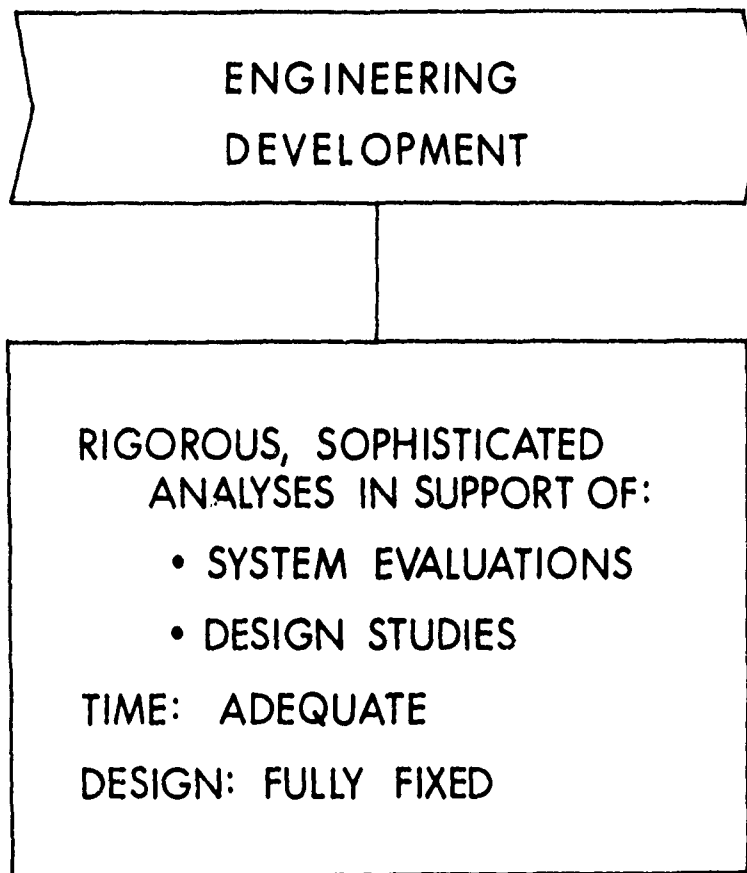 ENGINEERING
DEVELOPMENT
RIGOROUS, SOPHISTICATED
ANALYSES IN SUPPORT OF:
• SYSTEM EVALUATIONS
• DESIGN STUDIES
TIME: ADEQUATE
DESIGN: FULLY FIXED